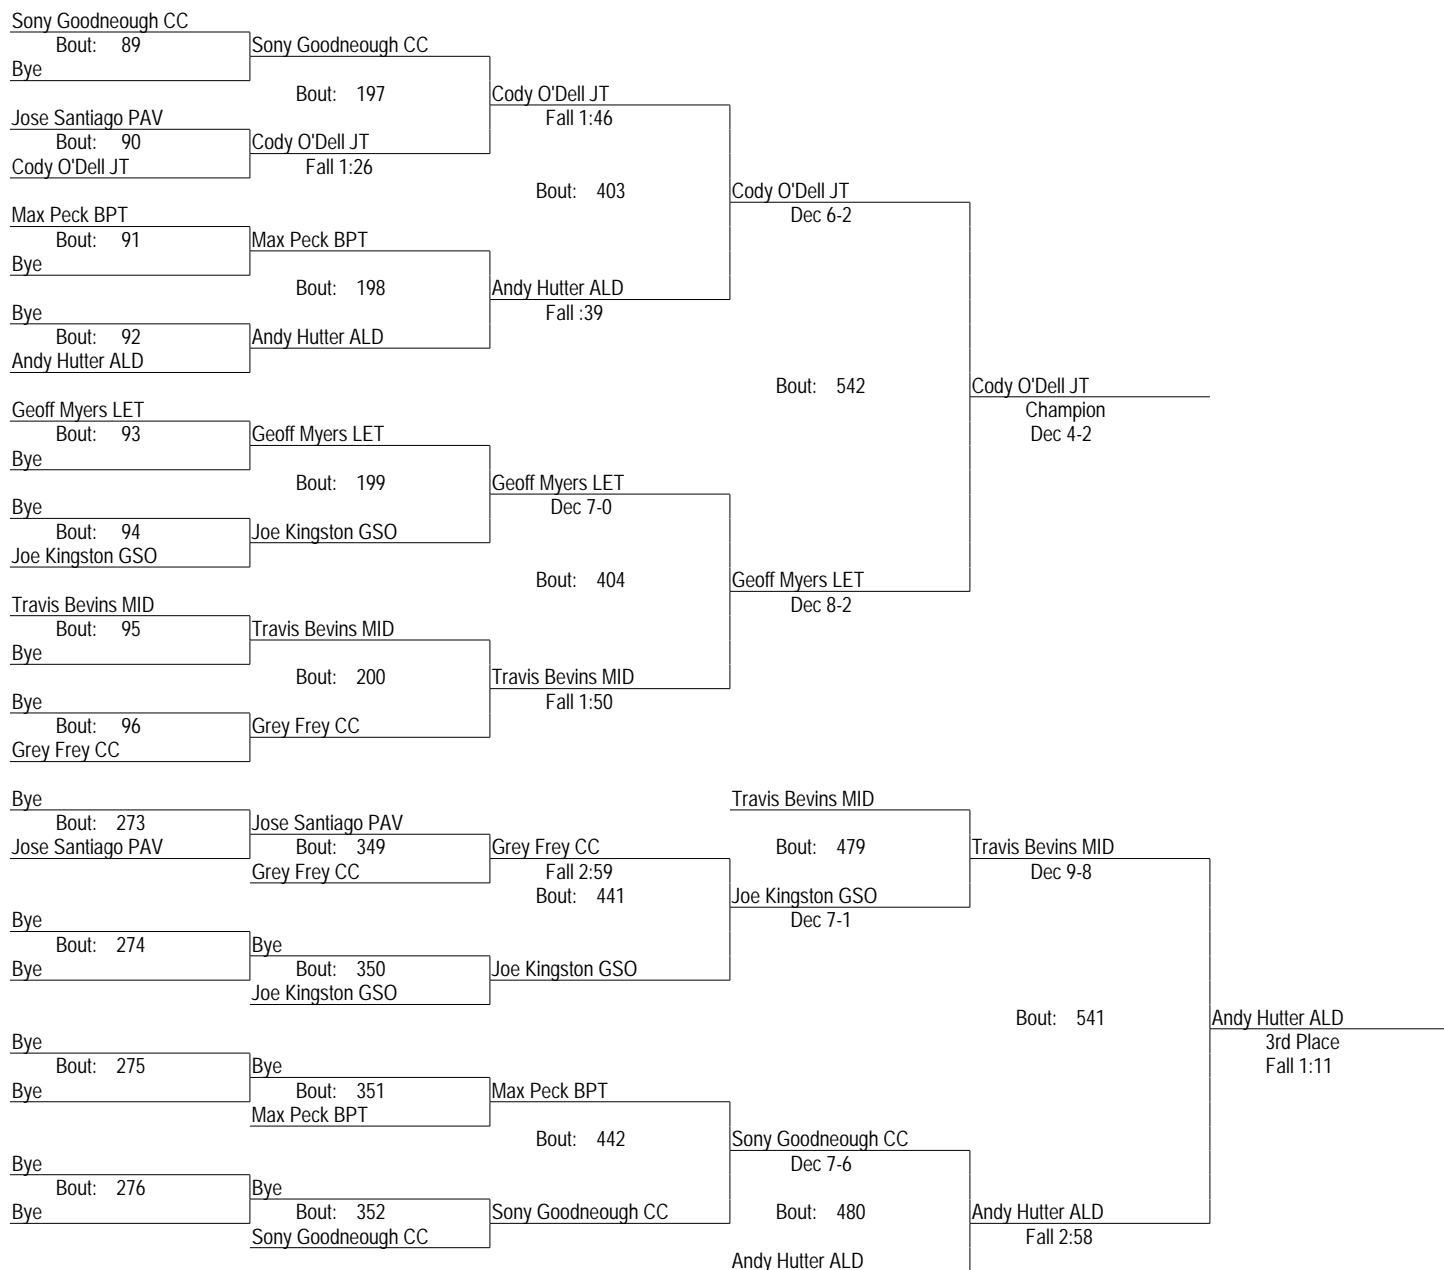 Sony Goodneough CC
Bout: 89
Sony Goodneough CC
Bye
Bout: 197
Cody O'Dell JT
Jose Santiago PAV
Fall 1:46
Bout: 90
Cody O'Dell JT
Cody O'Dell JT
Fall 1:26
Bout: 403
Cody O'Dell JT
Max Peck BPT
Dec 6-2
Bout: 91
Max Peck BPT
Bye
Bout: 198
Andy Hutter ALD
Bye
Fall :39
Bout: 92
Andy Hutter ALD
Andy Hutter ALD
Bout: 542
Cody O'Dell JT
Geoff Myers LET
Champion
Bout: 93
Geoff Myers LET
Dec 4-2
Bye
Bout: 199
Geoff Myers LET
Bye
Dec 7-0
Bout: 94
Joe Kingston GSO
Joe Kingston GSO
Bout: 404
Geoff Myers LET
Travis Bevins MID
Dec 8-2
Bout: 95
Travis Bevins MID
Bye
Bout: 200
Travis Bevins MID
Bye
Fall 1:50
Bout: 96
Grey Frey CC
Grey Frey CC
Bye
Travis Bevins MID
Bout: 273
Jose Santiago PAV
Jose Santiago PAV
Bout: 349
Grey Frey CC
Bout: 479
Travis Bevins MID
Grey Frey CC
Fall 2:59
Dec 9-8
Bout: 441
Joe Kingston GSO
Bye
Dec 7-1
Bout: 274
Bye
Bye
Bout: 350
Joe Kingston GSO
Joe Kingston GSO
Bout: 541
Andy Hutter ALD
Bye
3rd Place
Bout: 275
Bye
Fall 1:11
Bye
Bout: 351
Max Peck BPT
Max Peck BPT
Bout: 442
Sony Goodneough CC
Bye
Dec 7-6
Bout: 276
Bye
Bye
Bout: 352
Sony Goodneough CC
Bout: 480
Andy Hutter ALD
Sony Goodneough CC
Fall 2:58
Andy Hutter ALD